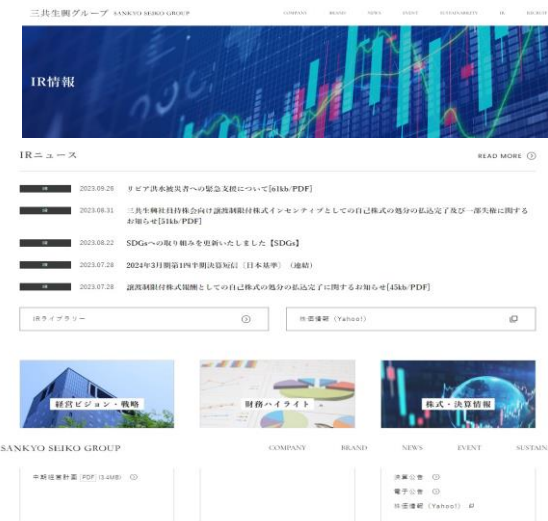 三共生興グループ SANKYO SEIKO GROUP
COMPANY BRAND NEWS EVENT SUSTAINABILITY IR RECRUIT
IR情報
IRニュース
READ MORE
IR 2023.09.26 リビア洪水被災者への緊急支援について[61kb/PDF]
IR 2023.08.31 三共生興社員持株会向け譲渡制限付株式インセンティブとしての自己株式の処分の払込完了及び一部失権に関する
お知らせ[51kb/PDF]
IR 2023.08.22 SDGsへの取り組みを更新いたしました【SDGs】
IR 2023.07.28 2024年3月期第1四半期決算短信〔日本基準〕（連結）
IR 2023.07.28 譲渡制限付株式報酬としての自己株式の処分の払込完了に関するお知らせ[45kb/PDF]
IRライブラリー
株価情報（Yahoo!）
経営ビジョン・戦略
財務ハイライト
株式・決算情報
SANKYO SEIKO GROUP
COMPANY BRAND NEWS EVENT SUSTAIN
中期経営計画 PDF (3.4MB)
決算公告
電子公告
株価情報（Yahoo!）